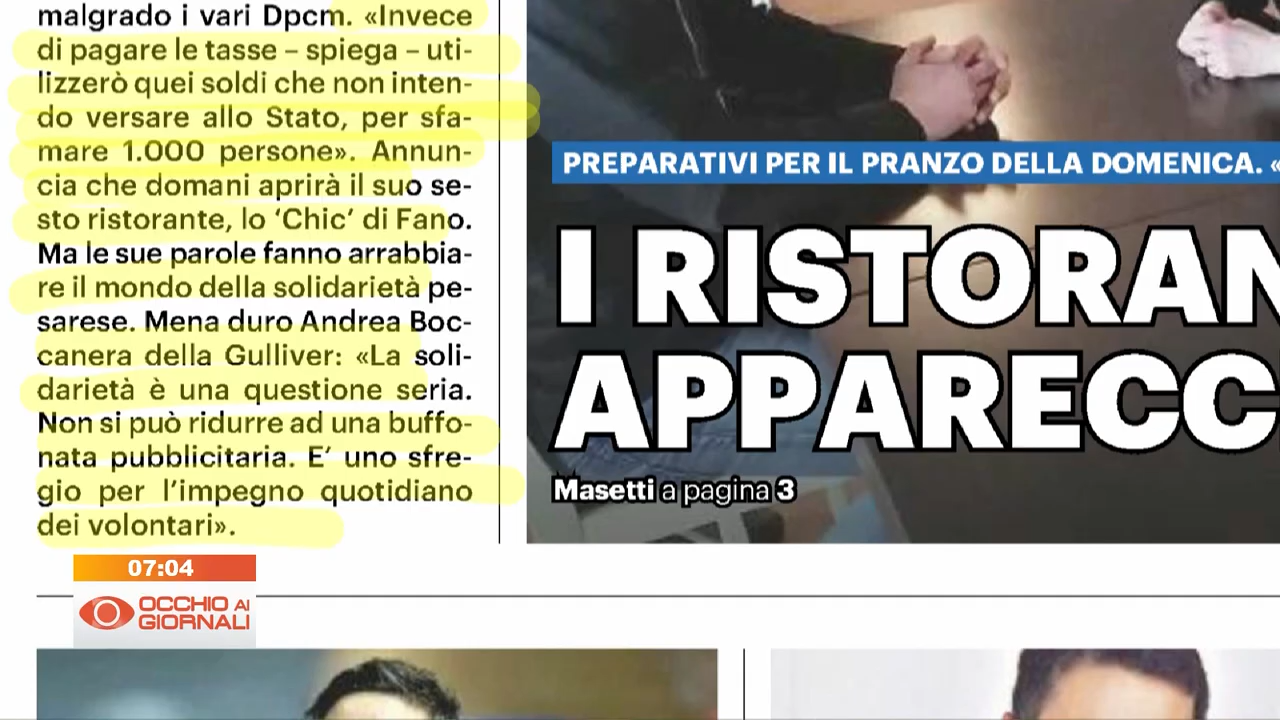 malgrado i vari Dpcm. «Invece
di pagare le tasse – spiega – uti-
lizzerò quei soldi che non inten-
do versare allo Stato, per sfa-
mare 1.000 persone». Annun-
cia che domani aprirà il suo se-
sto ristorante, lo ‘Chic’ di Fano.
Ma le sue parole fanno arrabbia-
re il mondo della solidarietà pe-
sarese. Mena duro Andrea Boc-
canera della Gulliver: «La soli-
darietà è una questione seria.
Non si può ridurre ad una buffo-
nata pubblicitaria. E’ uno sfre-
gio per l’impegno quotidiano
dei volontari».
PREPARATIVI PER IL PRANZO DELLA DOMENICA. «
I RISTORAN
APPARECC
Masetti a pagina 3
07:04
OCCHIO AI
GIORNALI